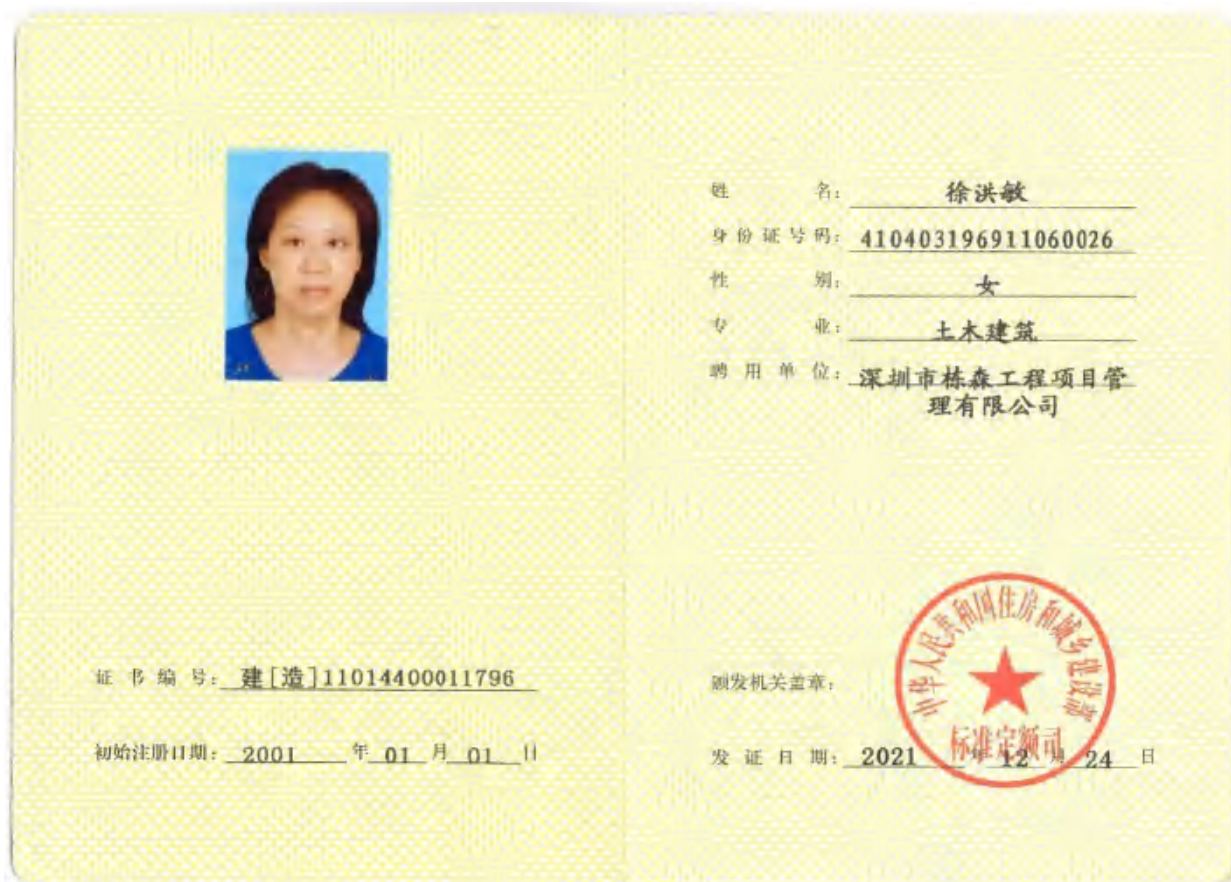 姓 名: 徐洪敏
身份证号码: 410403196911060026
性 别: 女
专 业: 土木建筑
聘用单位: 深圳市栋森工程项目管
理有限公司
证书编号: 建[造]11014400011796
初始注册日期: 2001 年 01 月 01 日
颁发机关盖章:
中华人民共和国住房和城乡建设部
标准定额司
发证日期: 2021 年 12 月 24 日